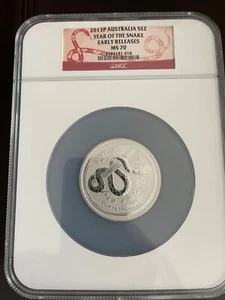 2013P AUSTRALIA S$2
YEAR OF THE SNAKE
EARLY RELEASES
MS 70
NGC